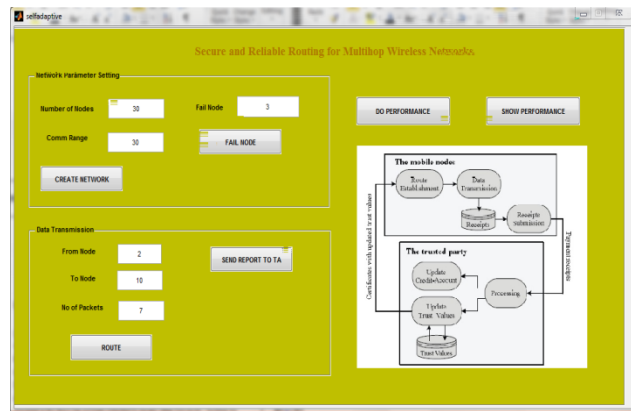 selfadaptive
Secure and Reliable Routing for Multihop Wireless Networks
Network Parameter Setting
Number of Nodes
30
Fail Node
3
Comm Range
30
FAIL NODE
CREATE NETWORK
DO PERFORMANCE
SHOW PERFORMANCE
Data Transmission
From Node
2
SEND REPORT TO TA
To Node
10
No of Packets
7
ROUTE
The mobile nodes
Route
Establishment
Data
Transmission
Receipts
Receipts
submission
Certificates with updated trust values
Payment receipts
The trusted party
Update
Credit-Account
Processing
Update
Trust Values
Trust Values